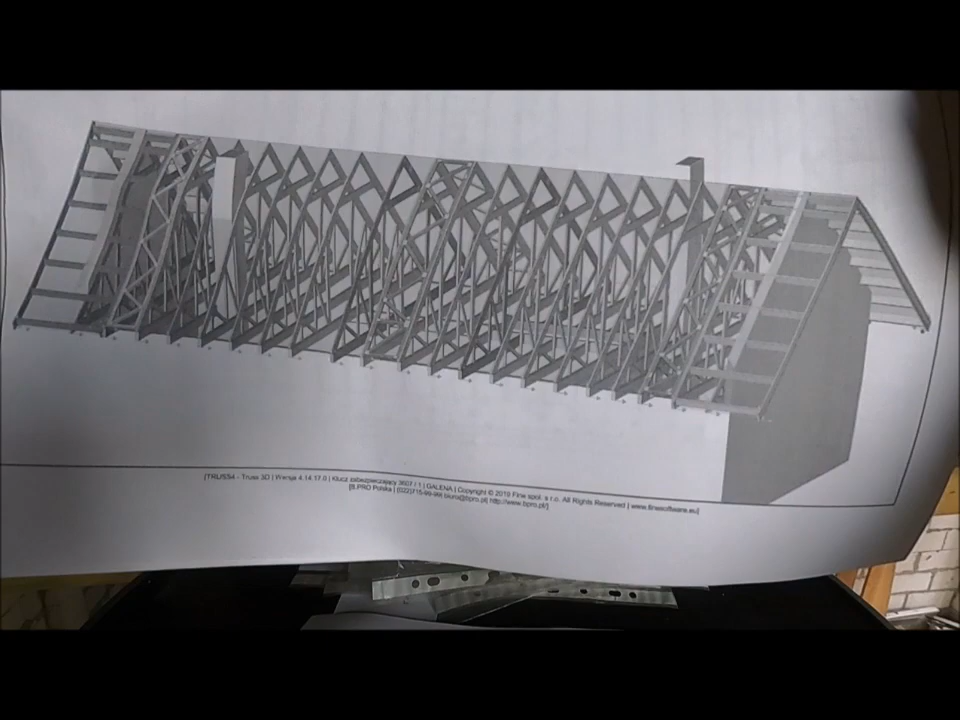 [TRUSS4 - Truss 3D | Wersja 4.14.17.0 | Klucz zabezpieczający 3607 / 1 | GALENA | Copyright © 2019 Fine spol. s r.o. All Rights Reserved | www.finesoftware.eu]
[B.PRO Polska | (022)715-99-99| biuro@bpro.pl| http://www.bpro.pl/]